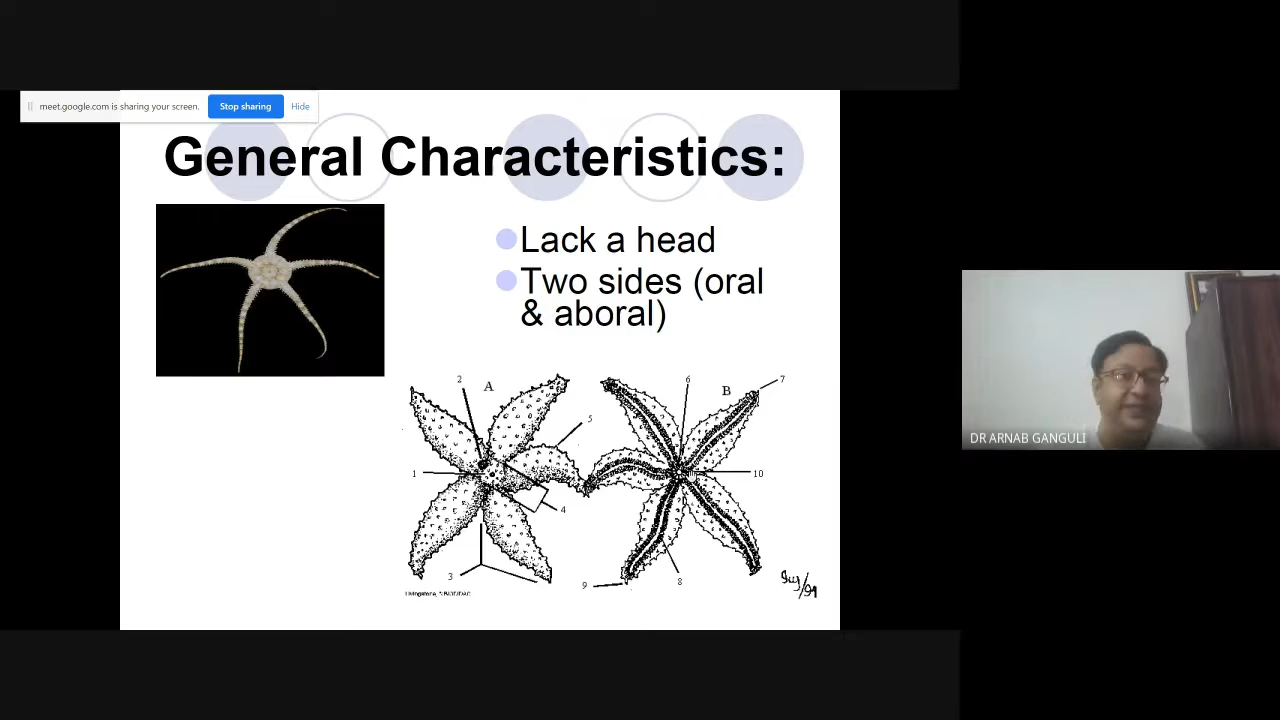 meet.google.com is sharing your screen.
Stop sharing
Hide
General Characteristics:
Lack a head
Two sides (oral
& aboral)
2
A
6
7
B
5
1
10
4
3
9
8
DR ARNAB GANGULI